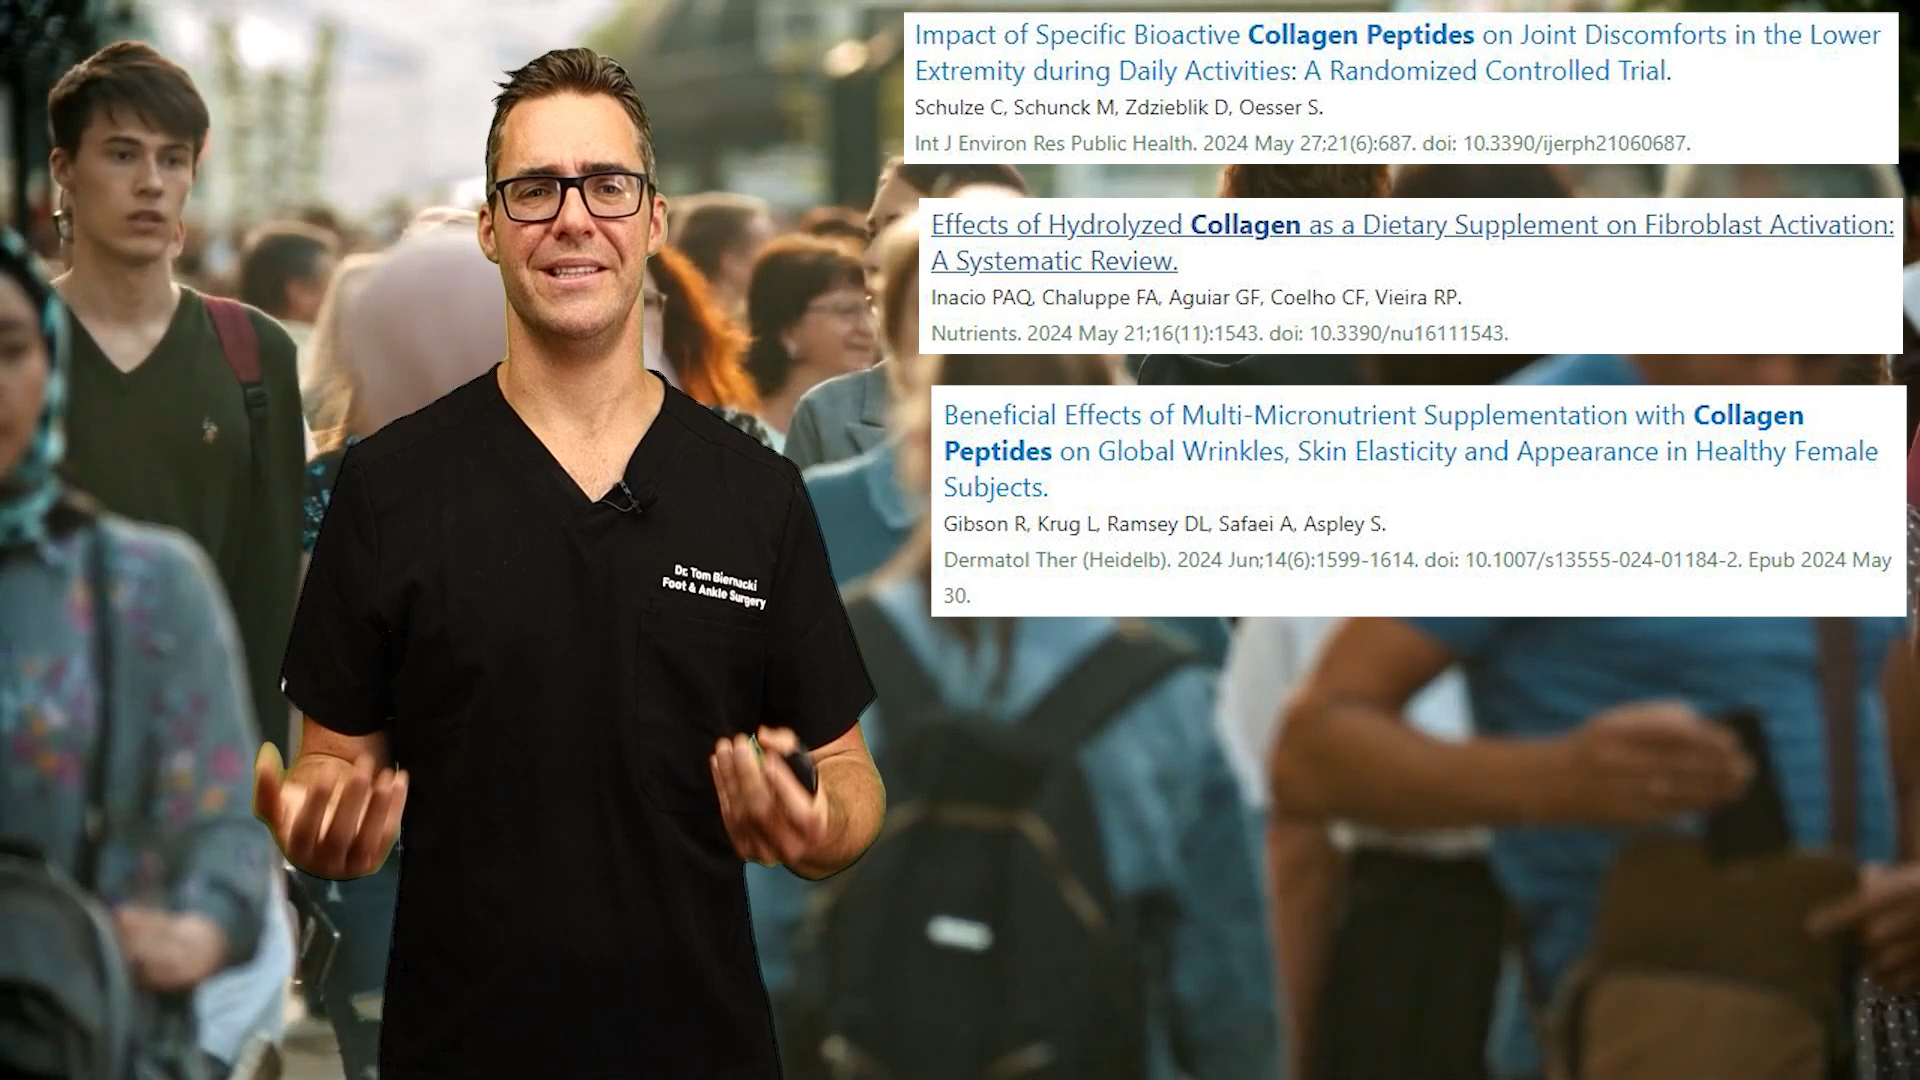 Impact of Specific Bioactive Collagen Peptides on Joint Discomforts in the Lower
Extremity during Daily Activities: A Randomized Controlled Trial.
Schulze C, Schunck M, Zdzieblik D, Oesser S.
Int J Environ Res Public Health. 2024 May 27;21(6):687. doi: 10.3390/ijerph21060687.
Effects of Hydrolyzed Collagen as a Dietary Supplement on Fibroblast Activation:
A Systematic Review.
Inacio PAQ, Chaluppe FA, Aguiar GF, Coelho CF, Vieira RP.
Nutrients. 2024 May 21;16(11):1543. doi: 10.3390/nu16111543.
Beneficial Effects of Multi-Micronutrient Supplementation with Collagen
Peptides on Global Wrinkles, Skin Elasticity and Appearance in Healthy Female
Subjects.
Gibson R, Krug L, Ramsey DL, Safaei A, Aspley S.
Dermatol Ther (Heidelb). 2024 Jun;14(6):1599-1614. doi: 10.1007/s13555-024-01184-2. Epub 2024 May
30.
Dr. Tom Biernacki
Foot & Ankle Surgery